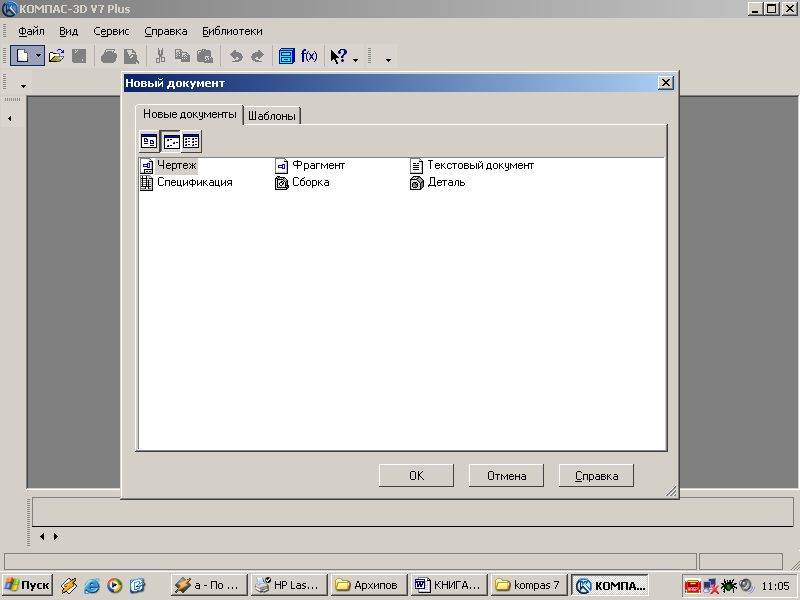 КОМПАС-3D V7 Plus
Файл Вид Сервис Справка Библиотеки
f(x)
Новый документ
Новые документы Шаблоны
Чертеж Фрагмент Текстовый документ
Спецификация Сборка Деталь
OK Отмена Справка
Пуск a - По ... HP Las... Архипов КНИГА... kompas 7 КОМПА... 11:05